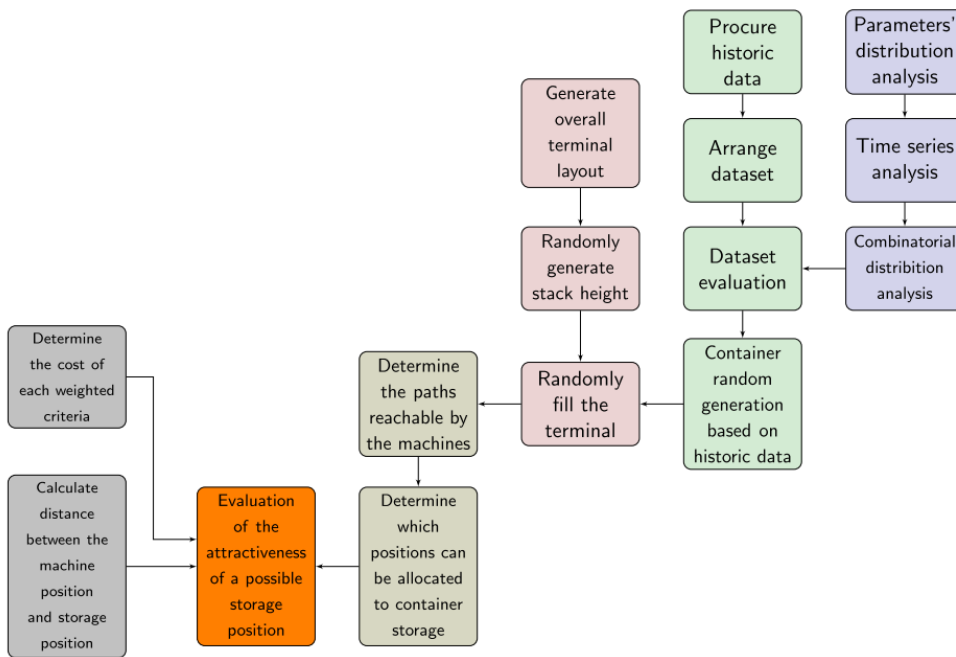 Procure
historic
data
Parameters'
distribution
analysis
Generate
overall
terminal
layout
Arrange
dataset
Time series
analysis
Randomly
generate
stack height
Dataset
evaluation
Combinatorial
distribition
analysis
Determine
the cost of
each weighted
criteria
Determine
the paths
reachable by
the machines
Randomly
fill the
terminal
Container
random
generation
based on
historic data
Calculate
distance
between the
machine
position
and storage
position
Evaluation
of the
attractiveness
of a possible
storage
position
Determine
which
positions can
be allocated
to container
storage